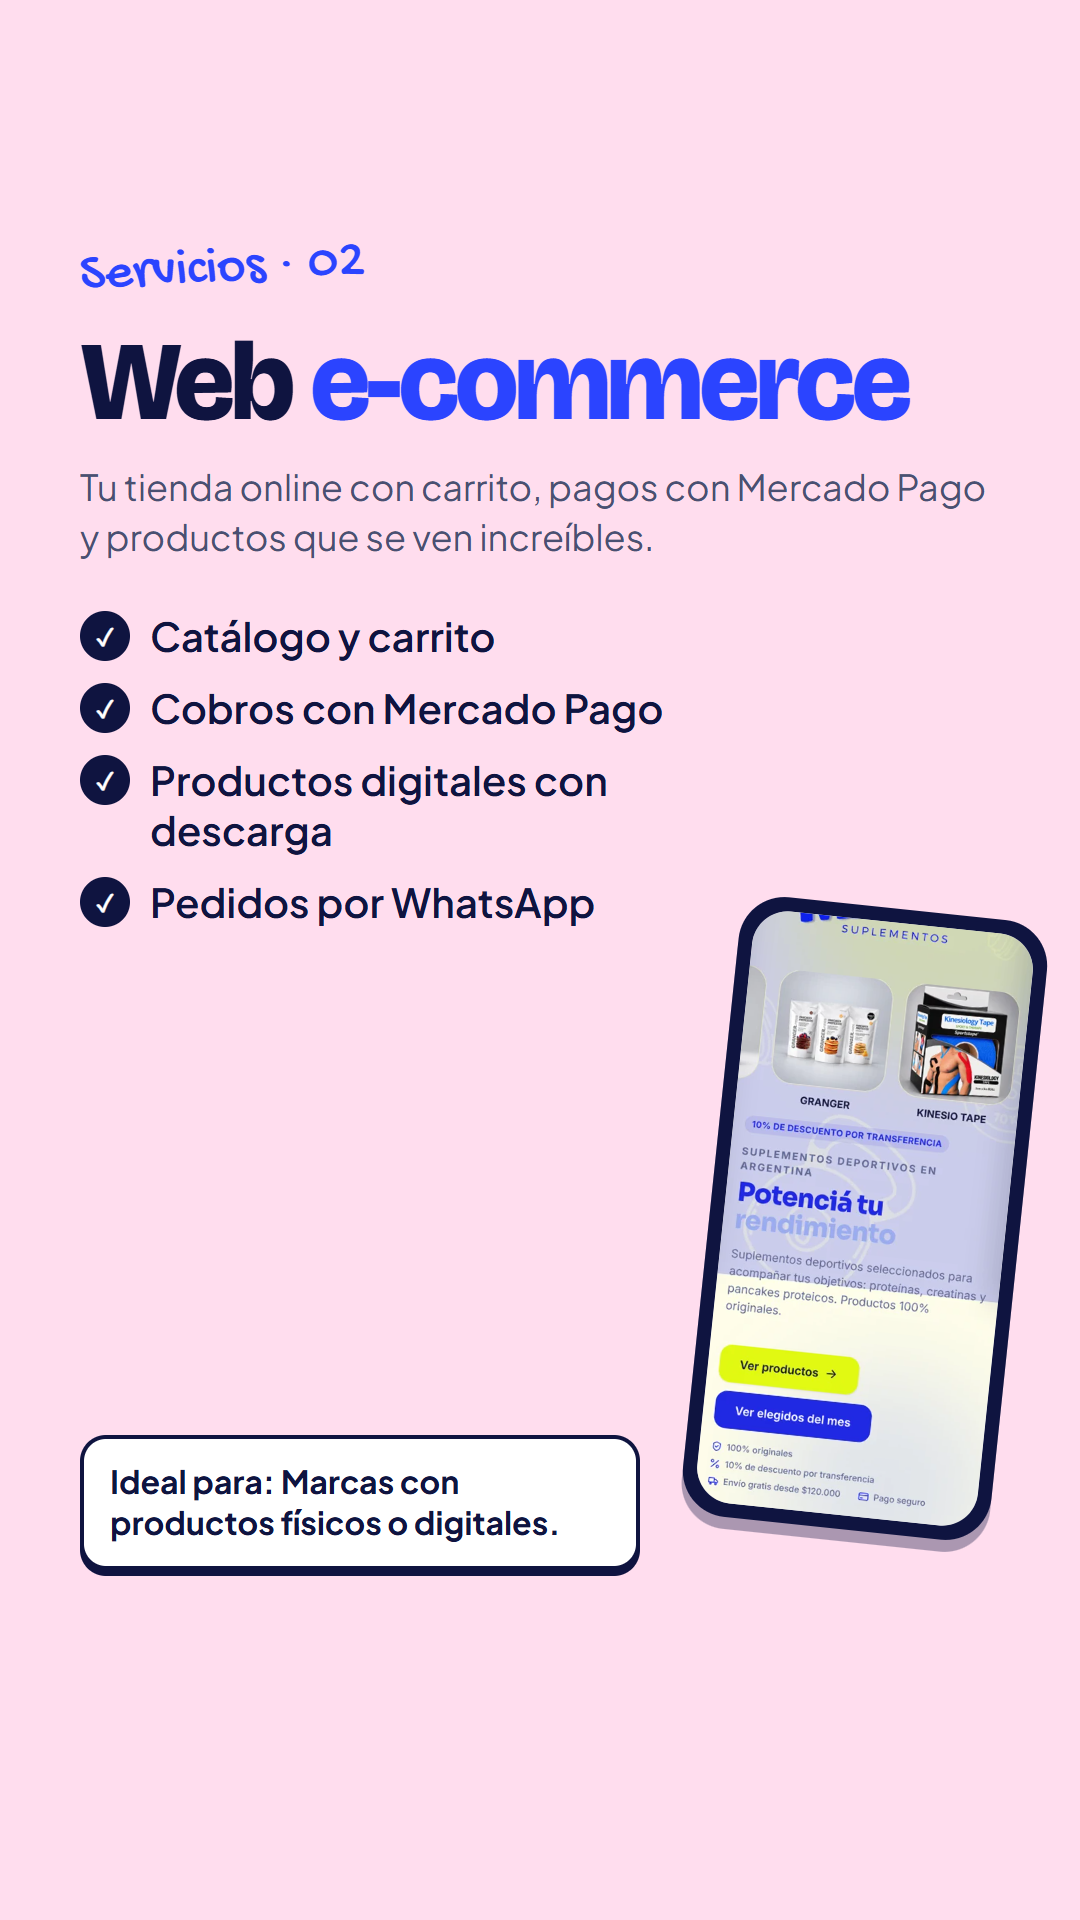 Servicios · 02
Web e-commerce
Tu tienda online con carrito, pagos con Mercado Pago
y productos que se ven increíbles.
Catálogo y carrito
Cobros con Mercado Pago
Productos digitales con
descarga
Pedidos por WhatsApp
SUPLEMENTOS
GRANGER
Kinesiology Tape
KINESIO TAPE
10% DE DESCUENTO POR TRANSFERENCIA
SUPLEMENTOS DEPORTIVOS EN
ARGENTINA
Potenciá tu
rendimiento
Suplementos deportivos seleccionados para
acompañar tus objetivos: proteínas, creatinas y
pancakes proteicos. Productos 100%
originales.
Ver productos →
Ver elegidos del mes
100% originales
10% de descuento por transferencia
Envío gratis desde $120.000 Pago seguro
Ideal para: Marcas con
productos físicos o digitales.